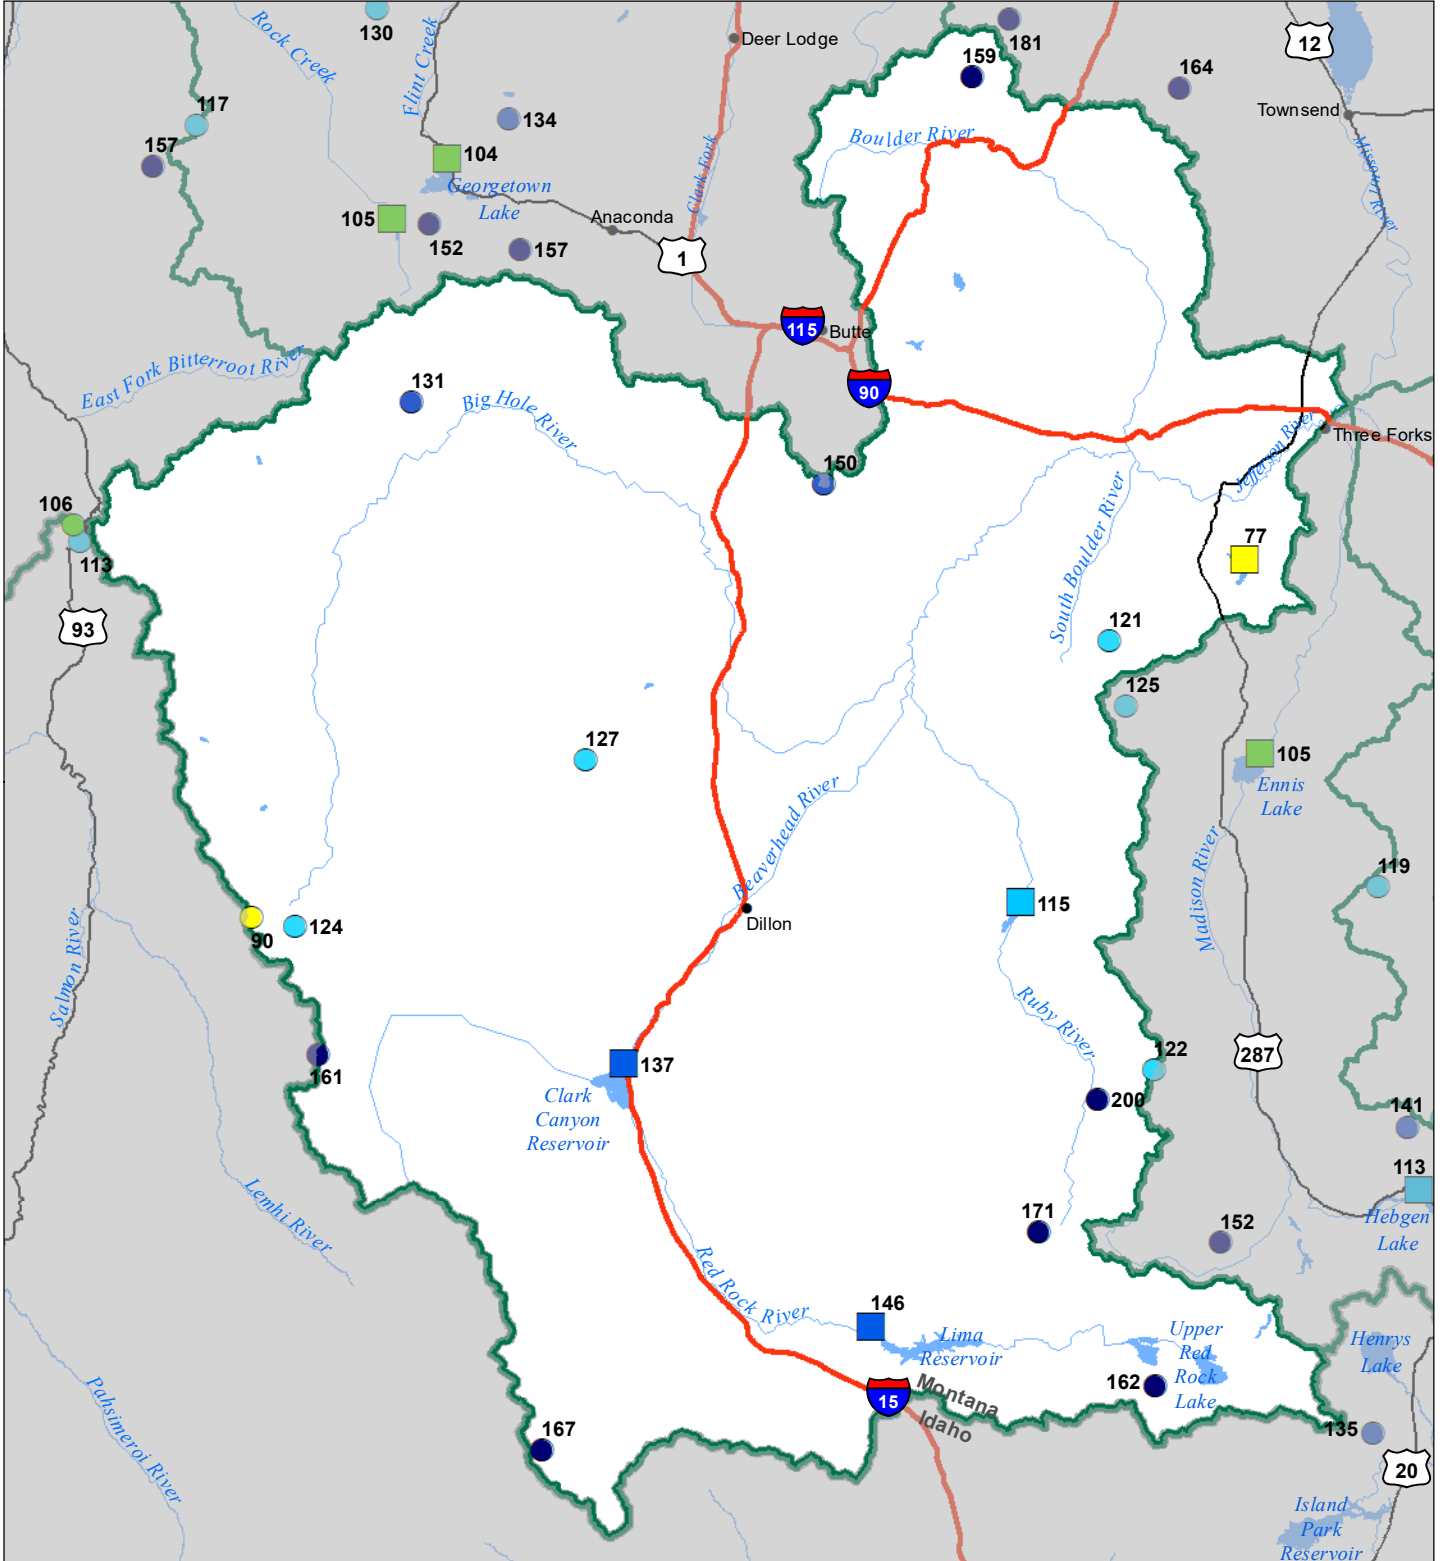 130
Rock Creek
Flint Creek
Deer Lodge
181
159
12
164
Townsend
117
134
157
Boulder River
104
Georgetown
Lake
Clark Fork
Missouri River
105
152
Anaconda
157
1
115
Butte
East Fork Bitterroot River
131
90
Big Hole River
Three Forks
Jefferson River
150
South Boulder River
106
113
77
93
121
125
127
105
Ennis
Lake
Beaverhead River
Madison River
119
115
90
124
Dillon
Salmon River
Ruby River
161
137
122
287
Clark
Canyon
Reservoir
200
141
113
Lemhi River
171
152
Hebgen
Lake
Red Rock River
146
Lima
Reservoir
Upper
Red
Rock
Lake
Henrys
Lake
162
15
Montana
Idaho
Pahsimeroi River
167
135
20
Island
Park
Reservoir